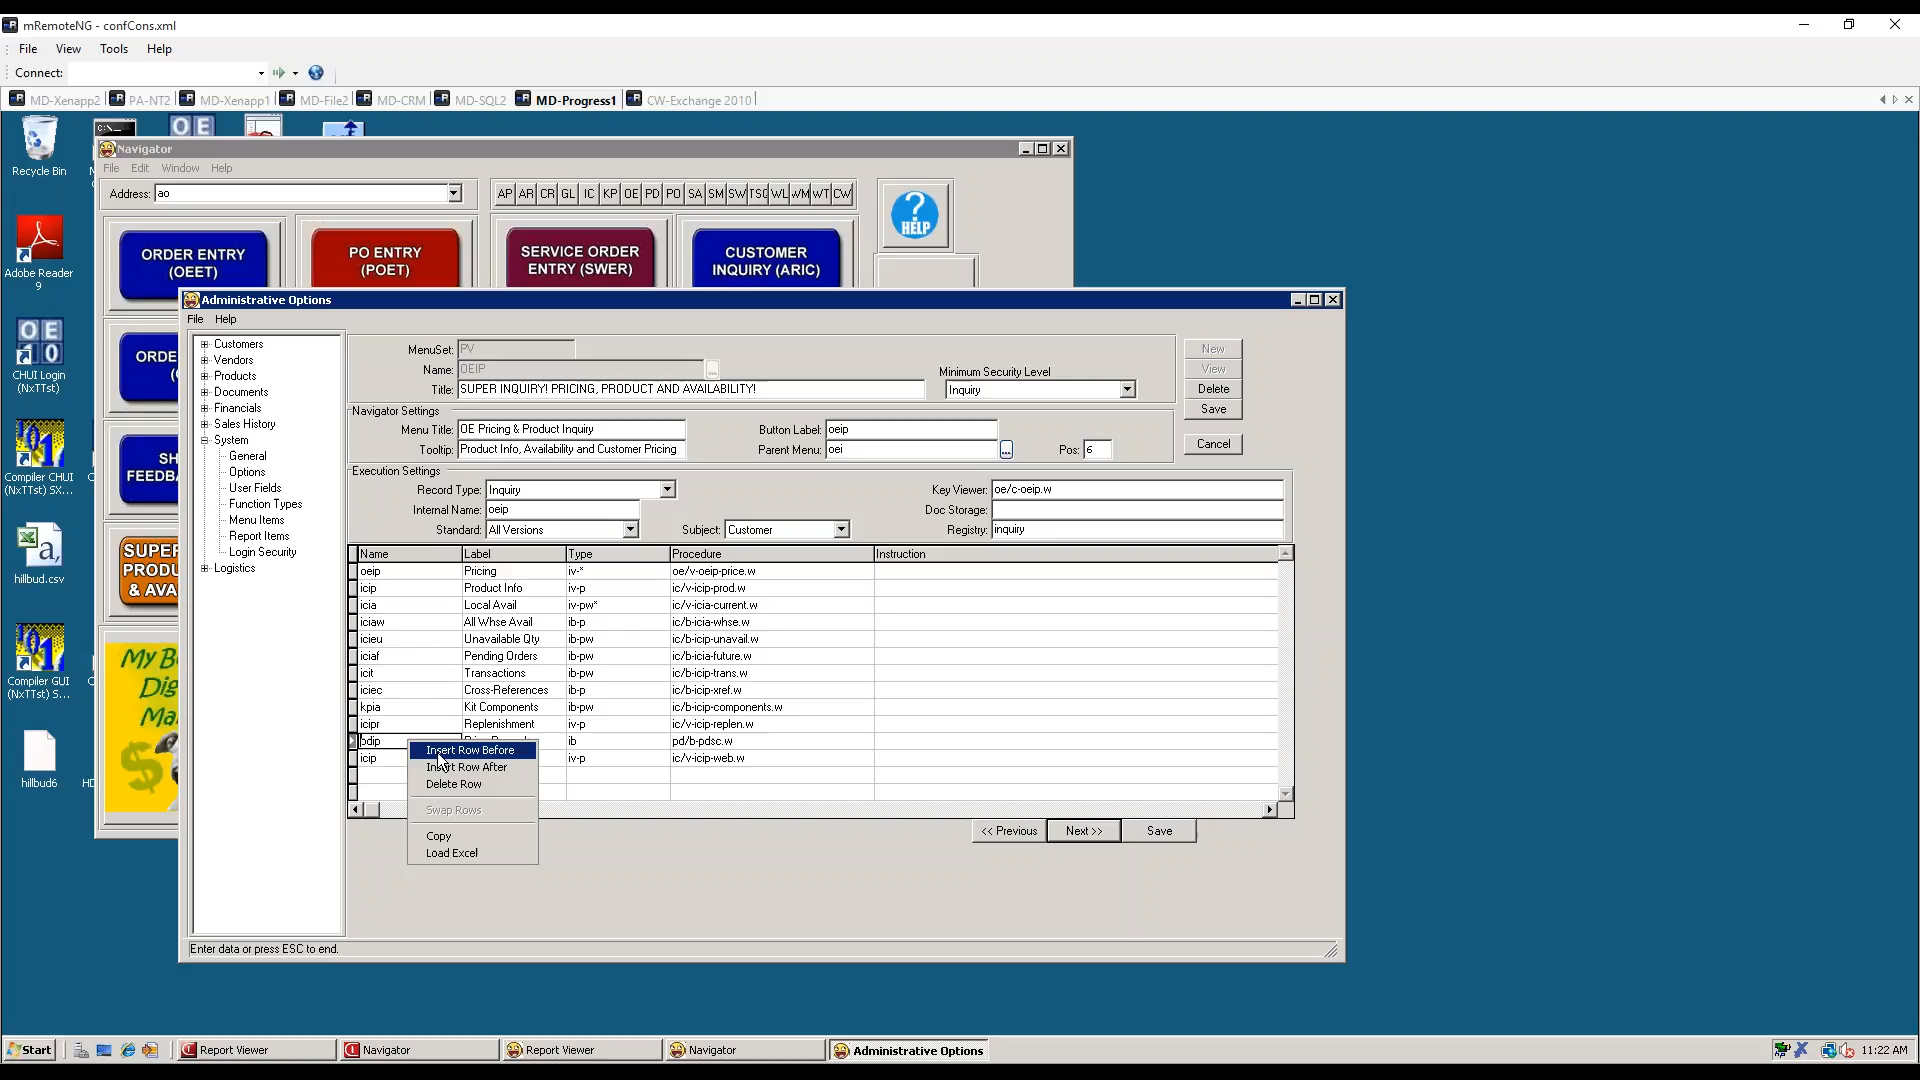 mRemoteNG - confCons.xml
File View Tools Help
Connect:
MD-Xenapp2 PA-NT2 MD-Xenapp1 MD-File2 MD-CRM MD-SQL2 MD-Progress1 CW-Exchange 2010
Recycle Bin
Adobe Reader 9
CHUI Login (NxTTst)
Compiler CHUI (NxTTst) SX...
hillbud.csv
Compiler GUI (NxTTst) S...
hillbud6
Navigator
File Edit Window Help
Address: ao
AP AR CR GL IC KP OE PD PO SA SM SW WL WM WT CW
HELP
ORDER ENTRY (OEET)
PO ENTRY (POET)
SERVICE ORDER ENTRY (SWER)
CUSTOMER INQUIRY (ARIC)
Administrative Options
File Help
Customers
Vendors
Products
Documents
Financials
Sales History
System
General
Options
User Fields
Function Types
Menu Items
Report Items
Login Security
Logistics
MenuSet: PV
Name: OEIP
Title: SUPER INQUIRY! PRICING, PRODUCT AND AVAILABILITY!
Minimum Security Level
Inquiry
New
View
Delete
Save
Cancel
Navigator Settings
Menu Title: OE Pricing & Product Inquiry
Button Label: oeip
Tooltip: Product Info, Availability and Customer Pricing
Parent Menu: oei
Pos: 6
Execution Settings
Record Type: Inquiry
Key Viewer: oe/c-oeip.w
Internal Name: oeip
Doc Storage:
Standard: All Versions
Subject: Customer
Registry: inquiry
Name Label Type Procedure Instruction
oeip Pricing iv-* oe/v-oeip-price.w
icip Product Info iv-p ic/v-icip-prod.w
icia Local Avail iv-pw* ic/v-icia-current.w
iciaw All Whse Avail ib-p ic/b-icia-whse.w
icieu Unavailable Qty ib-pw ic/b-icip-unavail.w
iciaf Pending Orders ib-pw ic/b-icia-future.w
icit Transactions ib-pw ic/b-icip-trans.w
iciec Cross-References ib-p ic/b-icip-xref.w
kpia Kit Components ib-pw ic/b-icip-components.w
icipr Replenishment iv-p ic/v-icip-replen.w
pdip ib pd/b-pdsc.w
icip iv-p ic/v-icip-web.w
Insert Row Before
Insert Row After
Delete Row
Swap Rows
Copy
Load Excel
<< Previous Next >> Save
Enter data or press ESC to end.
Start Report Viewer Navigator Report Viewer Navigator Administrative Options 11:22 AM